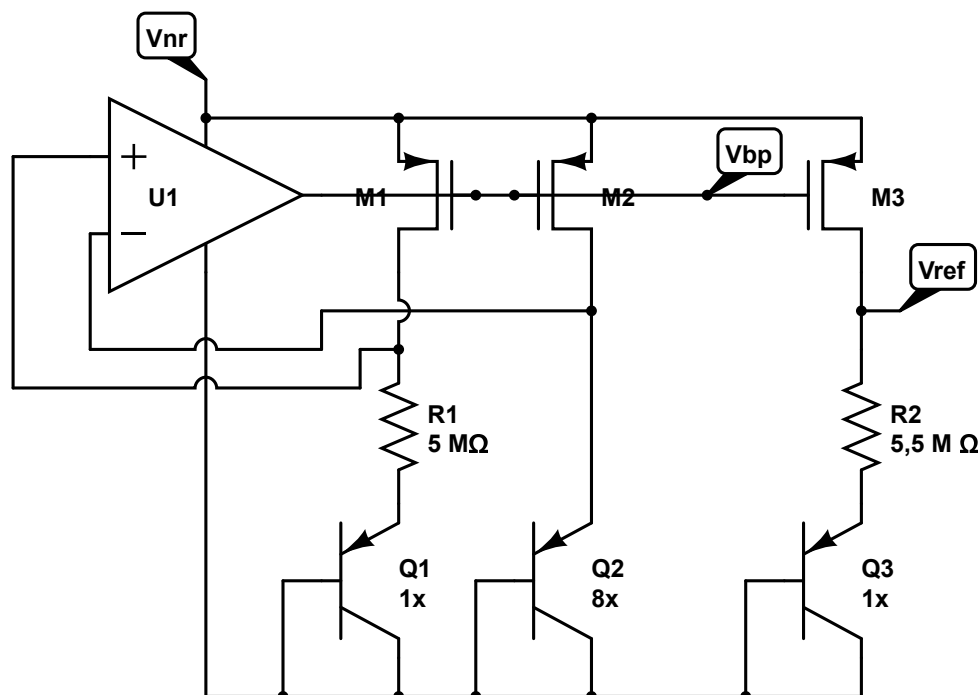 Vnr
+
U1
−
M1
M2
Vbp
M3
Vref
R1
5 MΩ
R2
5,5 M Ω
Q1
1x
Q2
8x
Q3
1x